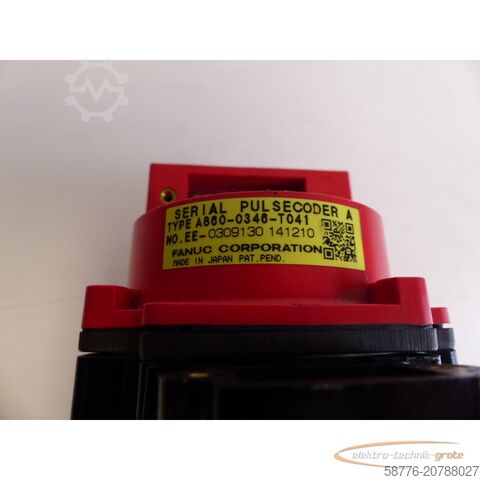 SERIAL PULSECODER A
TYPE A860-0346-T041
NO.EE-0309130 141210
FANUC CORPORATION
MADE IN JAPAN PAT.PEND.
elektro-technik-grote
58776-20788027